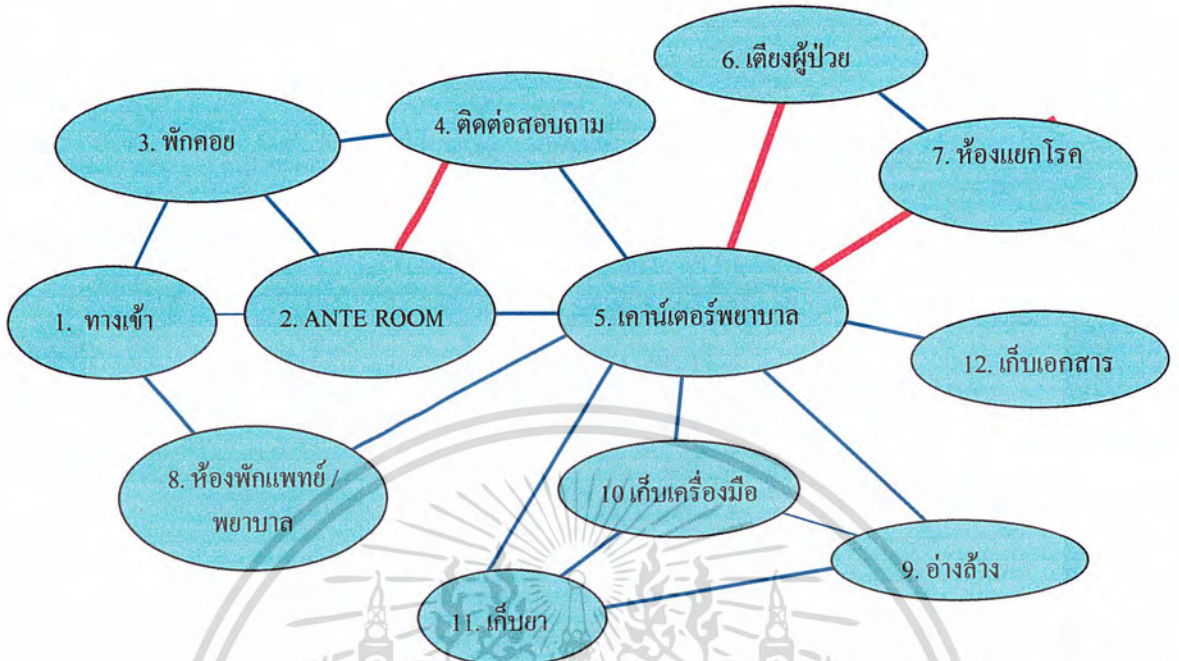 6. เตียงผู้ป่วย
4. ติดต่อสอบถาม
3. พักคอย
7. ห้องแยกโรค
1. ทางเข้า
2. ANTE ROOM
5. เคาน์เตอร์พยาบาล
12. เก็บเอกสาร
8. ห้องพักแพทย์ /
พยาบาล
10 เก็บเครื่องมือ
9. อ่างล้าง
11. เก็บยา